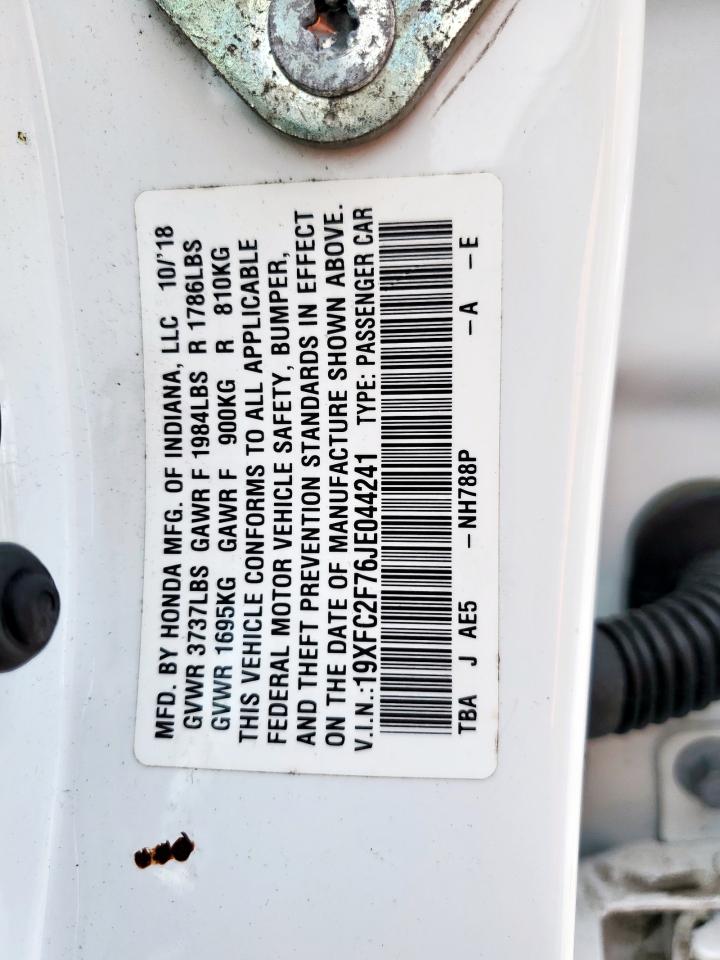 MFD. BY HONDA MFG. OF INDIANA, LLC 10/'18
GVWR 3737LBS GAWR F 1984LBS R 1786LBS
GVWR 1695KG GAWR F 900KG R 810KG
THIS VEHICLE CONFORMS TO ALL APPLICABLE
FEDERAL MOTOR VEHICLE SAFETY, BUMPER,
AND THEFT PREVENTION STANDARDS IN EFFECT
ON THE DATE OF MANUFACTURE SHOWN ABOVE.
V.I.N.:19XFC2F76JE044241 TYPE: PASSENGER CAR
TBA J AE5 -NH788P -A -E